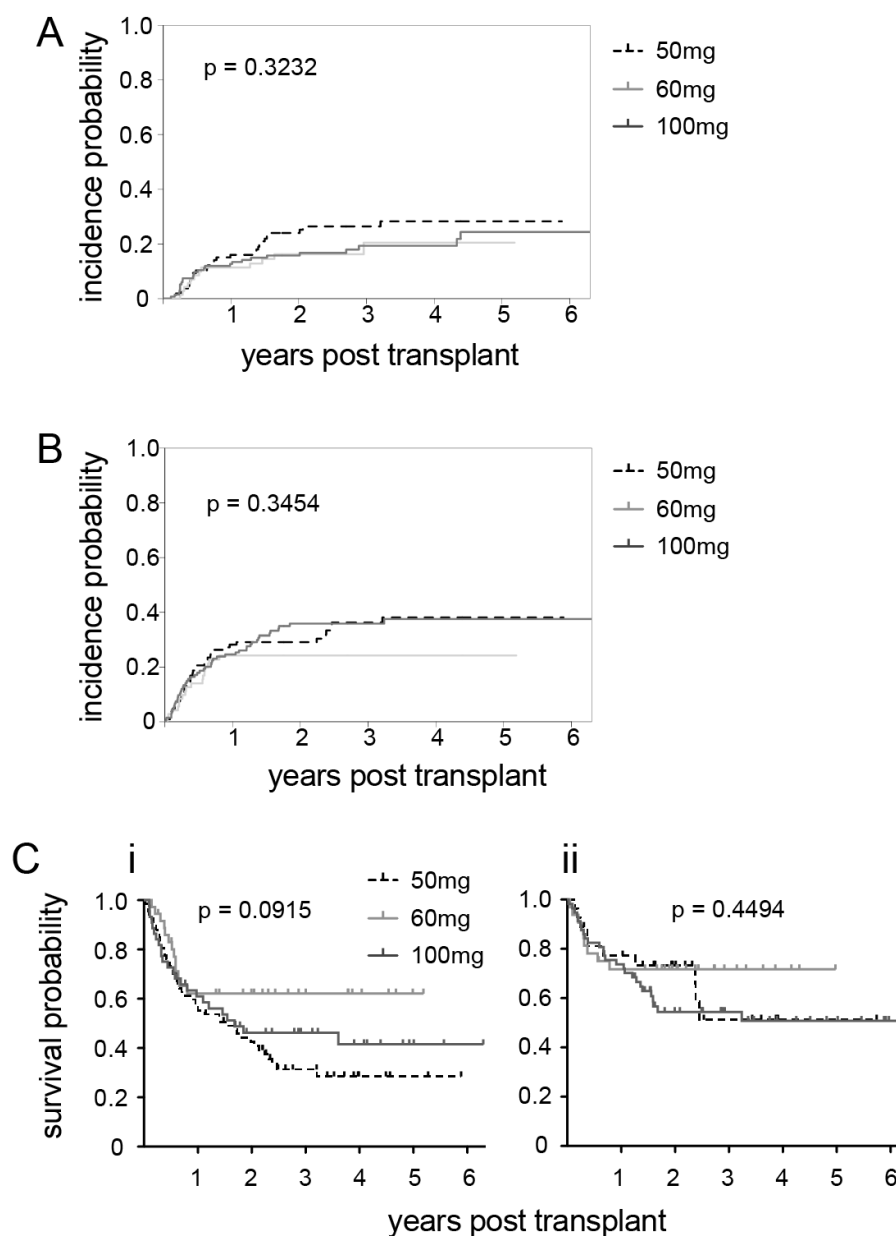 A
incidence probability
1.0
0.8
0.6
0.4
0.2
0
p = 0.3232
50mg
60mg
100mg
1 2 3 4 5 6
years post transplant
B
incidence probability
1.0
0.8
0.6
0.4
0.2
0
p = 0.3454
50mg
60mg
100mg
1 2 3 4 5 6
years post transplant
C
i
survival probability
1.0
0.8
0.6
0.4
0.2
0
p = 0.0915
50mg
60mg
100mg
1 2 3 4 5 6
ii
1.0
0.8
0.6
0.4
0.2
0
p = 0.4494
1 2 3 4 5 6
years post transplant